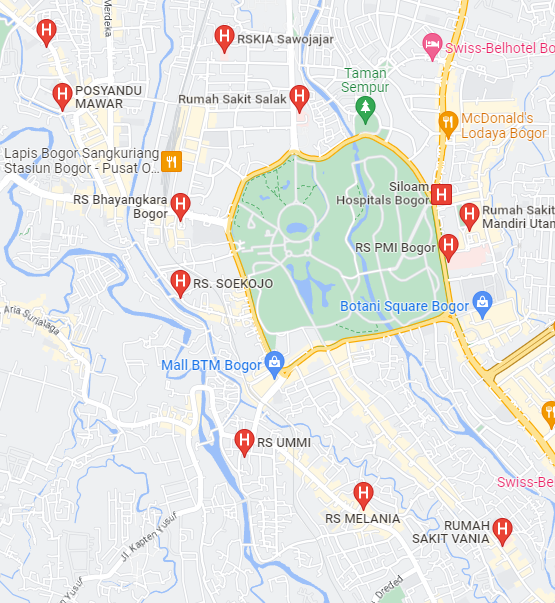 Merdeka
H
H
RSKIA Sawojajar
Swiss-Belhotel Bo
Taman
Sempur
H
POSYANDU
MAWAR
Rumah Sakit Salak
H
McDonald's
Lodaya Bogor
Lapis Bogor Sangkuriang
Stasiun Bogor - Pusat O...
Siloam
Hospitals Bogor
H
RS Bhayangkara
Bogor
H
H
Rumah Sakit
Mandiri Utam
RS PMI Bogor
H
H
RS. SOEKOJO
Botani Square Bogor
Aria Surialaga
Mall BTM Bogor
H
RS UMMI
Swiss-Bel
H
RS MELANIA
RUMAH
SAKIT VANIA
H
Jl. Kapten Yusuf
Yusuf
Dreded